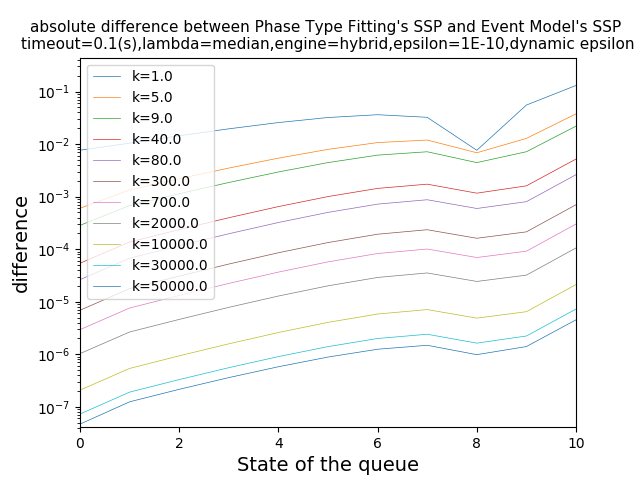 absolute difference between Phase Type Fitting's SSP and Event Model's SSP
timeout=0.1(s),lambda=median,engine=hybrid,epsilon=1E-10,dynamic epsilon
k=1.0
k=5.0
k=9.0
k=40.0
k=80.0
k=300.0
k=700.0
k=2000.0
k=10000.0
k=30000.0
k=50000.0
difference
10⁻¹
10⁻²
10⁻³
10⁻⁴
10⁻⁵
10⁻⁶
10⁻⁷
0 2 4 6 8 10
State of the queue